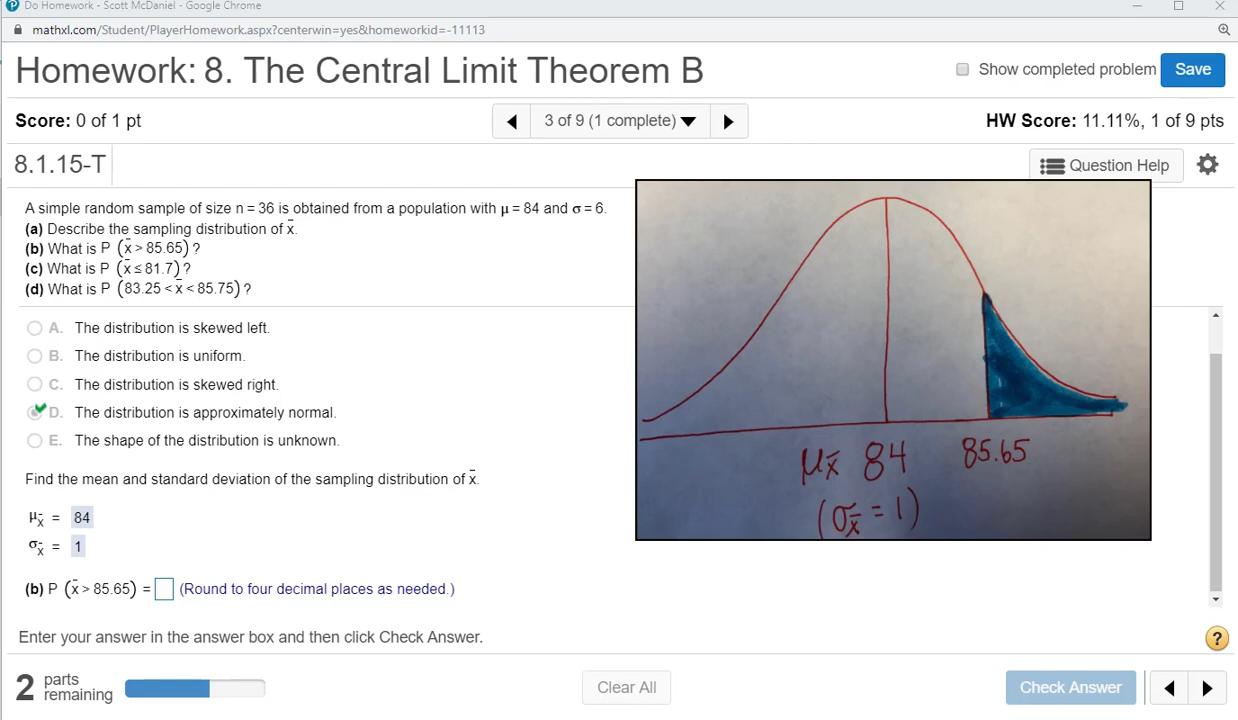 Do Homework - Scott McDaniel - Google Chrome
mathxl.com/Student/PlayerHomework.aspx?centerwin=yes&homeworkid=-11113
Homework: 8. The Central Limit Theorem B
Show completed problem
Save
Score: 0 of 1 pt
3 of 9 (1 complete)
HW Score: 11.11%, 1 of 9 pts
8.1.15-T
Question Help
A simple random sample of size n = 36 is obtained from a population with μ = 84 and σ = 6.
(a) Describe the sampling distribution of x̄.
(b) What is P (x̄ > 85.65) ?
(c) What is P (x̄ ≤ 81.7) ?
(d) What is P (83.25 < x̄ < 85.75) ?
A. The distribution is skewed left.
B. The distribution is uniform.
C. The distribution is skewed right.
D. The distribution is approximately normal.
E. The shape of the distribution is unknown.
Find the mean and standard deviation of the sampling distribution of x̄.
μx̄ = 84
σx̄ = 1
(b) P (x̄ > 85.65) = (Round to four decimal places as needed.)
μx̄ 84 85.65
(σx̄ = 1)
Enter your answer in the answer box and then click Check Answer.
?
2 parts remaining
Clear All
Check Answer